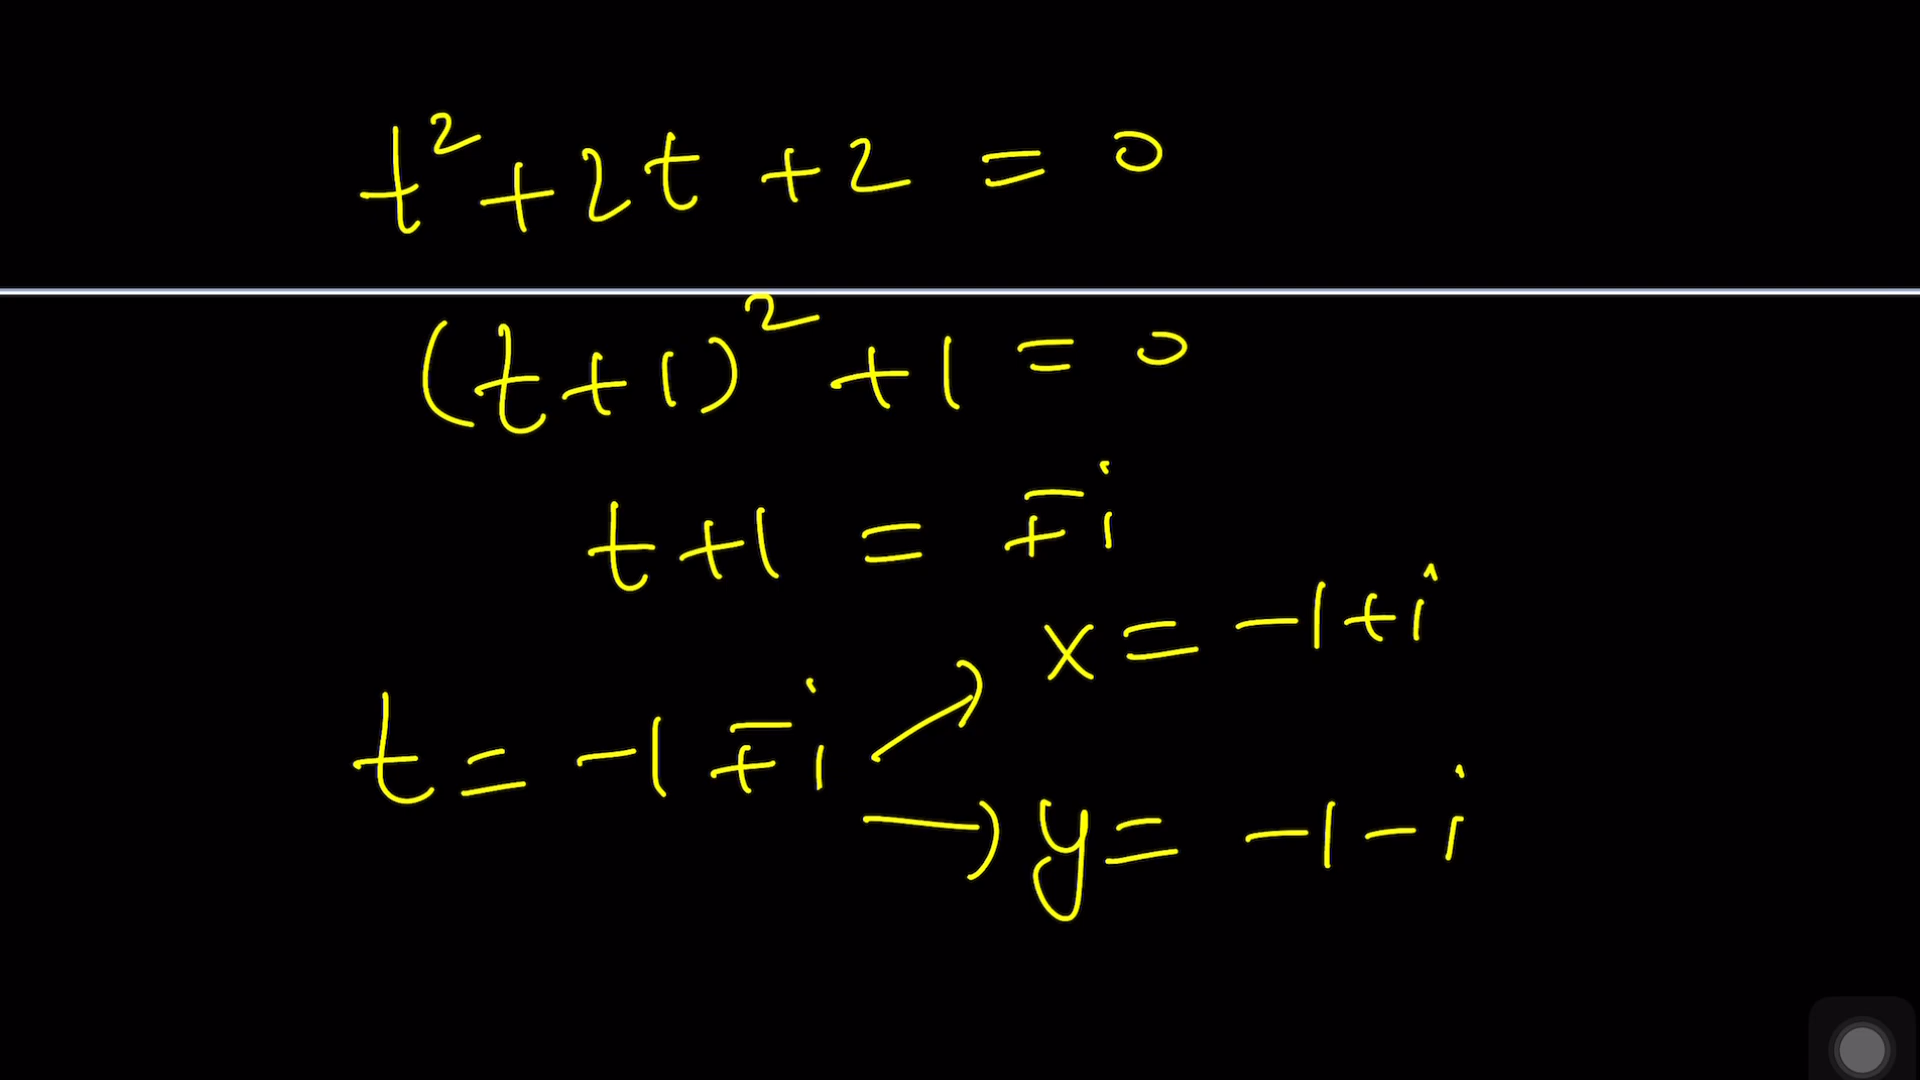 t² + 2t + 2 = 0
(t + 1)² + 1 = 0
t + 1 = ∓i
x = -1 + i
t = -1 ∓ i
y = -1 - i